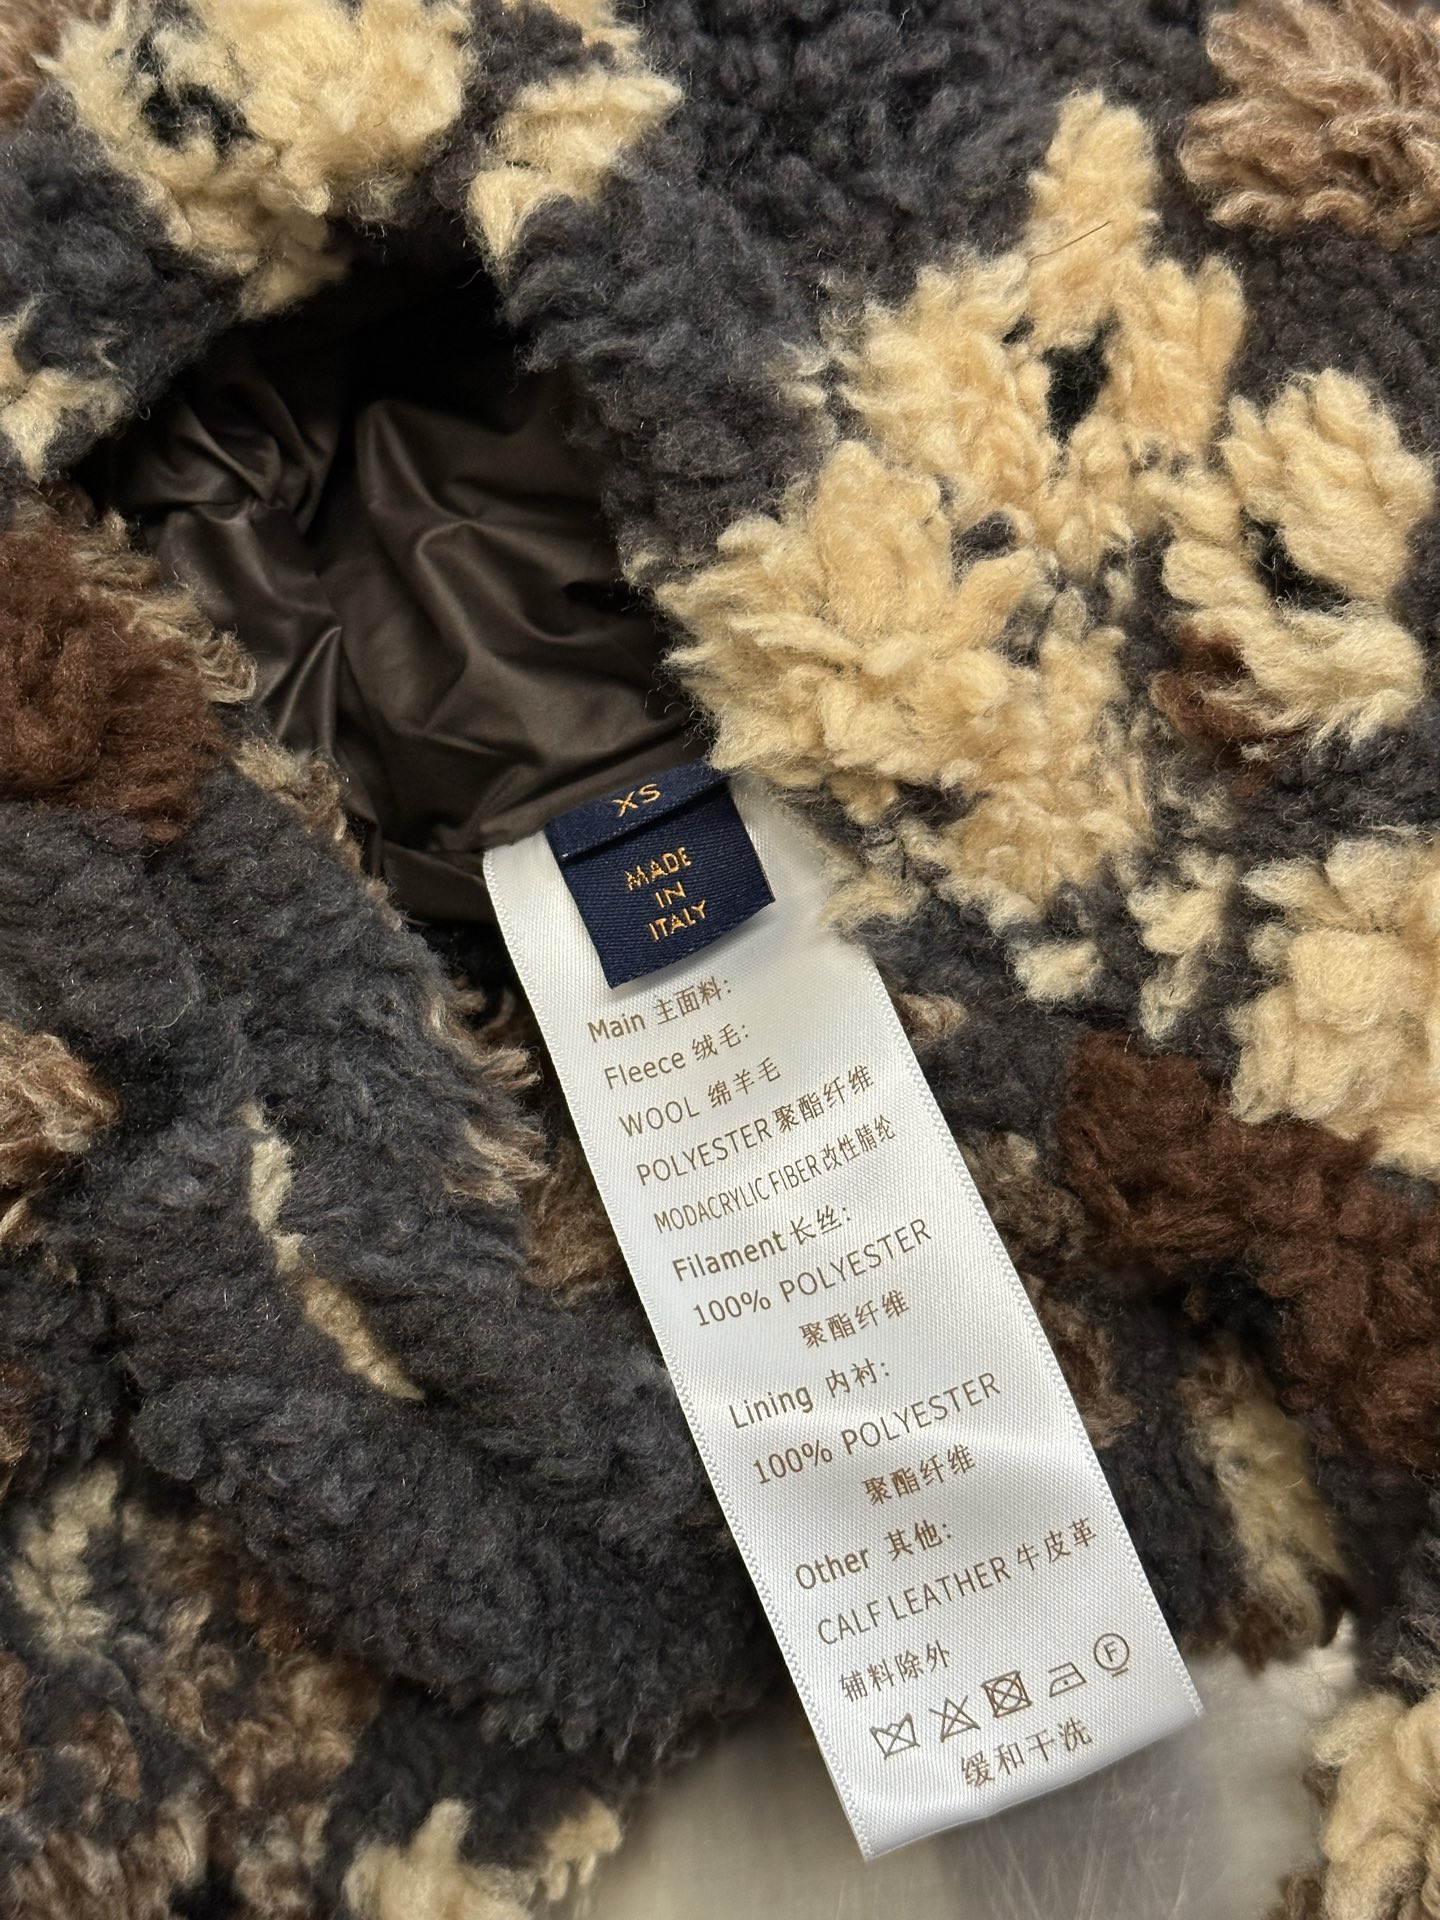 XS
MADE
IN
ITALY
Main 主面料:
Fleece 绒毛:
WOOL 绵羊毛
POLYESTER 聚酯纤维
MODACRYLIC FIBER 改性腈纶
Filament 长丝:
100% POLYESTER
聚酯纤维
Lining 内衬:
100% POLYESTER
聚酯纤维
Other 其他:
CALF LEATHER 牛皮革
辅料除外
F
缓和干洗